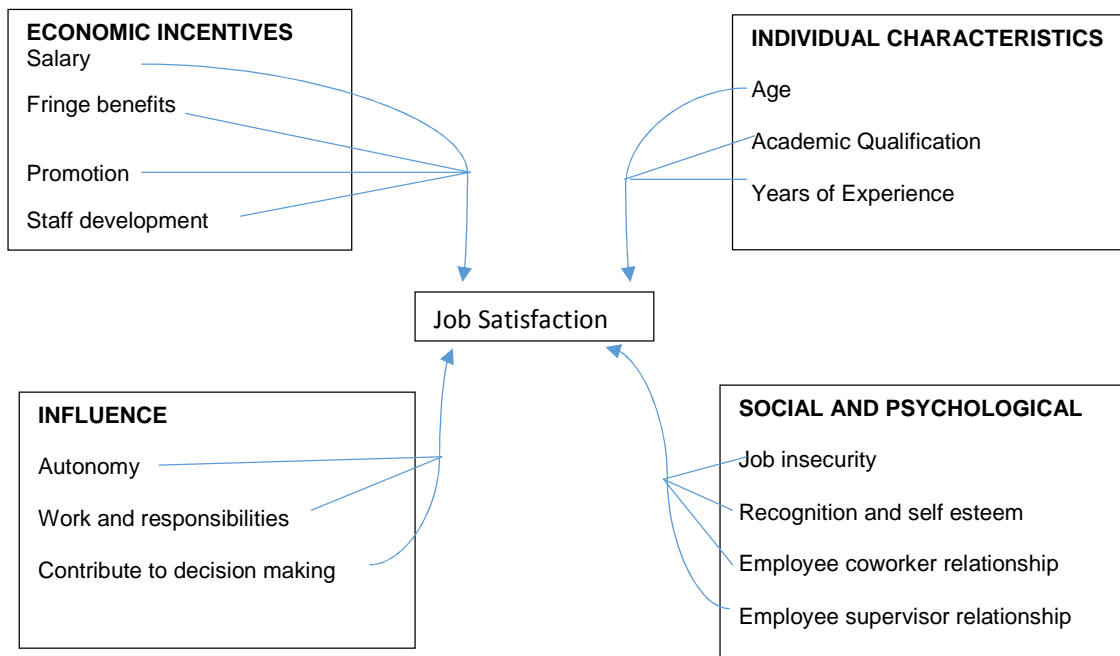 ECONOMIC INCENTIVES
Salary
Fringe benefits
Promotion
Staff development
INDIVIDUAL CHARACTERISTICS
Age
Academic Qualification
Years of Experience
Job Satisfaction
INFLUENCE
Autonomy
Work and responsibilities
Contribute to decision making
SOCIAL AND PSYCHOLOGICAL
Job insecurity
Recognition and self esteem
Employee coworker relationship
Employee supervisor relationship